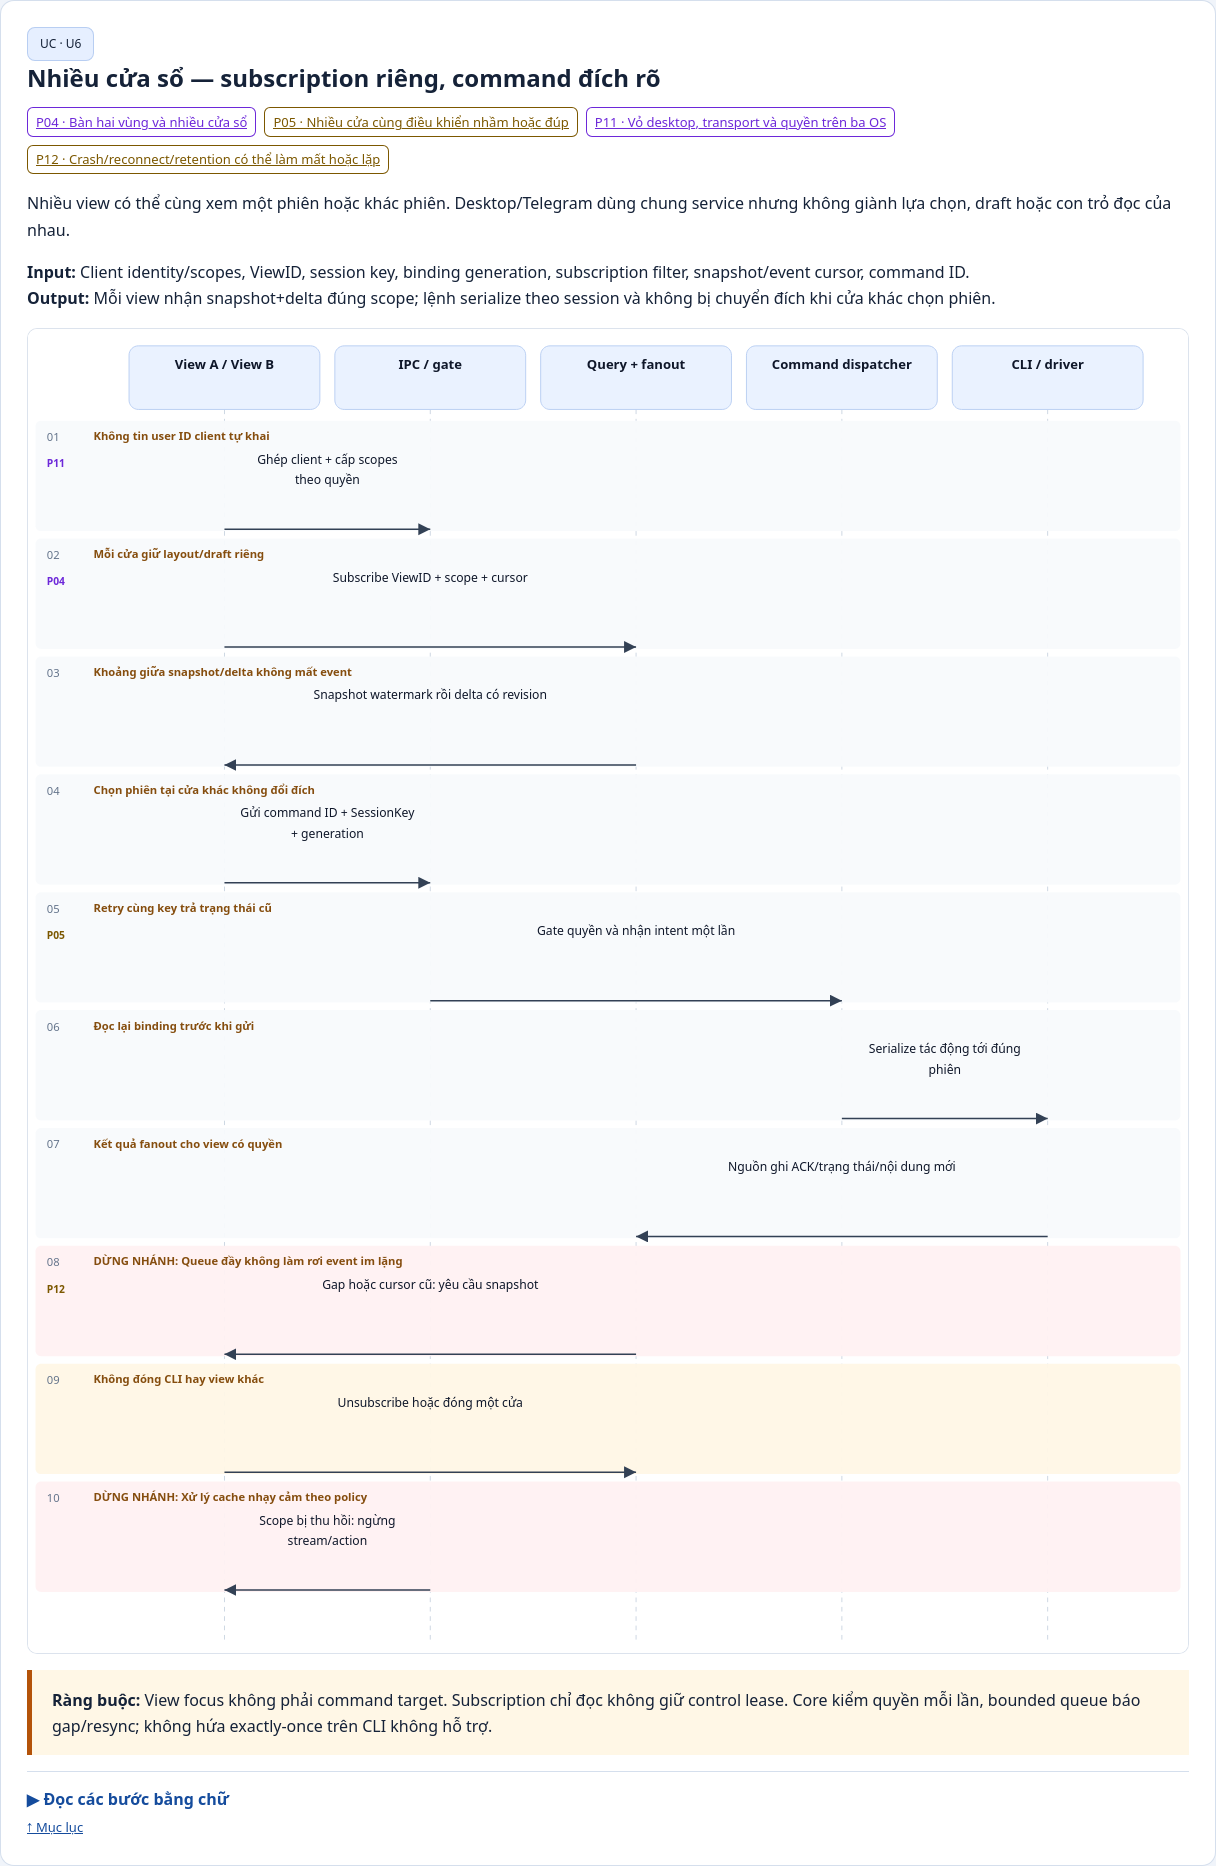 UC · U6
Nhiều cửa sổ — subscription riêng, command đích rõ
P04 · Bàn hai vùng và nhiều cửa sổ
P05 · Nhiều cửa cùng điều khiển nhầm hoặc đúp
P11 · Vỏ desktop, transport và quyền trên ba OS
P12 · Crash/reconnect/retention có thể làm mất hoặc lặp
Nhiều view có thể cùng xem một phiên hoặc khác phiên. Desktop/Telegram dùng chung service nhưng không giành lựa chọn, draft hoặc con trỏ đọc của
nhau.
Input: Client identity/scopes, ViewID, session key, binding generation, subscription filter, snapshot/event cursor, command ID.
Output: Mỗi view nhận snapshot+delta đúng scope; lệnh serialize theo session và không bị chuyển đích khi cửa khác chọn phiên.
View A / View B
IPC / gate
Query + fanout
Command dispatcher
CLI / driver
01
Không tin user ID client tự khai
P11
Ghép client + cấp scopes
theo quyền
02
Mỗi cửa giữ layout/draft riêng
P04
Subscribe ViewID + scope + cursor
03
Khoảng giữa snapshot/delta không mất event
Snapshot watermark rồi delta có revision
04
Chọn phiên tại cửa khác không đổi đích
Gửi command ID + SessionKey
+ generation
05
Retry cùng key trả trạng thái cũ
P05
Gate quyền và nhận intent một lần
06
Đọc lại binding trước khi gửi
Serialize tác động tới đúng
phiên
07
Kết quả fanout cho view có quyền
Nguồn ghi ACK/trạng thái/nội dung mới
08
DỪNG NHÁNH: Queue đầy không làm rơi event im lặng
P12
Gap hoặc cursor cũ: yêu cầu snapshot
09
Không đóng CLI hay view khác
Unsubscribe hoặc đóng một cửa
10
DỪNG NHÁNH: Xử lý cache nhạy cảm theo policy
Scope bị thu hồi: ngừng
stream/action
Ràng buộc: View focus không phải command target. Subscription chỉ đọc không giữ control lease. Core kiểm quyền mỗi lần, bounded queue báo
gap/resync; không hứa exactly-once trên CLI không hỗ trợ.
▶ Đọc các bước bằng chữ
↑ Mục lục